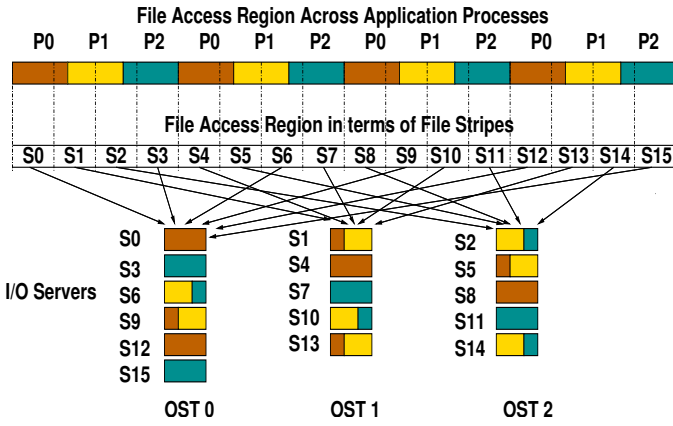 File Access Region Across Application Processes
P0 P1 P2 P0 P1 P2 P0 P1 P2 P0 P1 P2
File Access Region in terms of File Stripes
S0 S1 S2 S3 S4 S5 S6 S7 S8 S9 S10 S11 S12 S13 S14 S15
S0 S1 S2
S3 S4 S5
I/O Servers S6 S7 S8
S9 S10 S11
S12 S13 S14
S15
OST 0 OST 1 OST 2